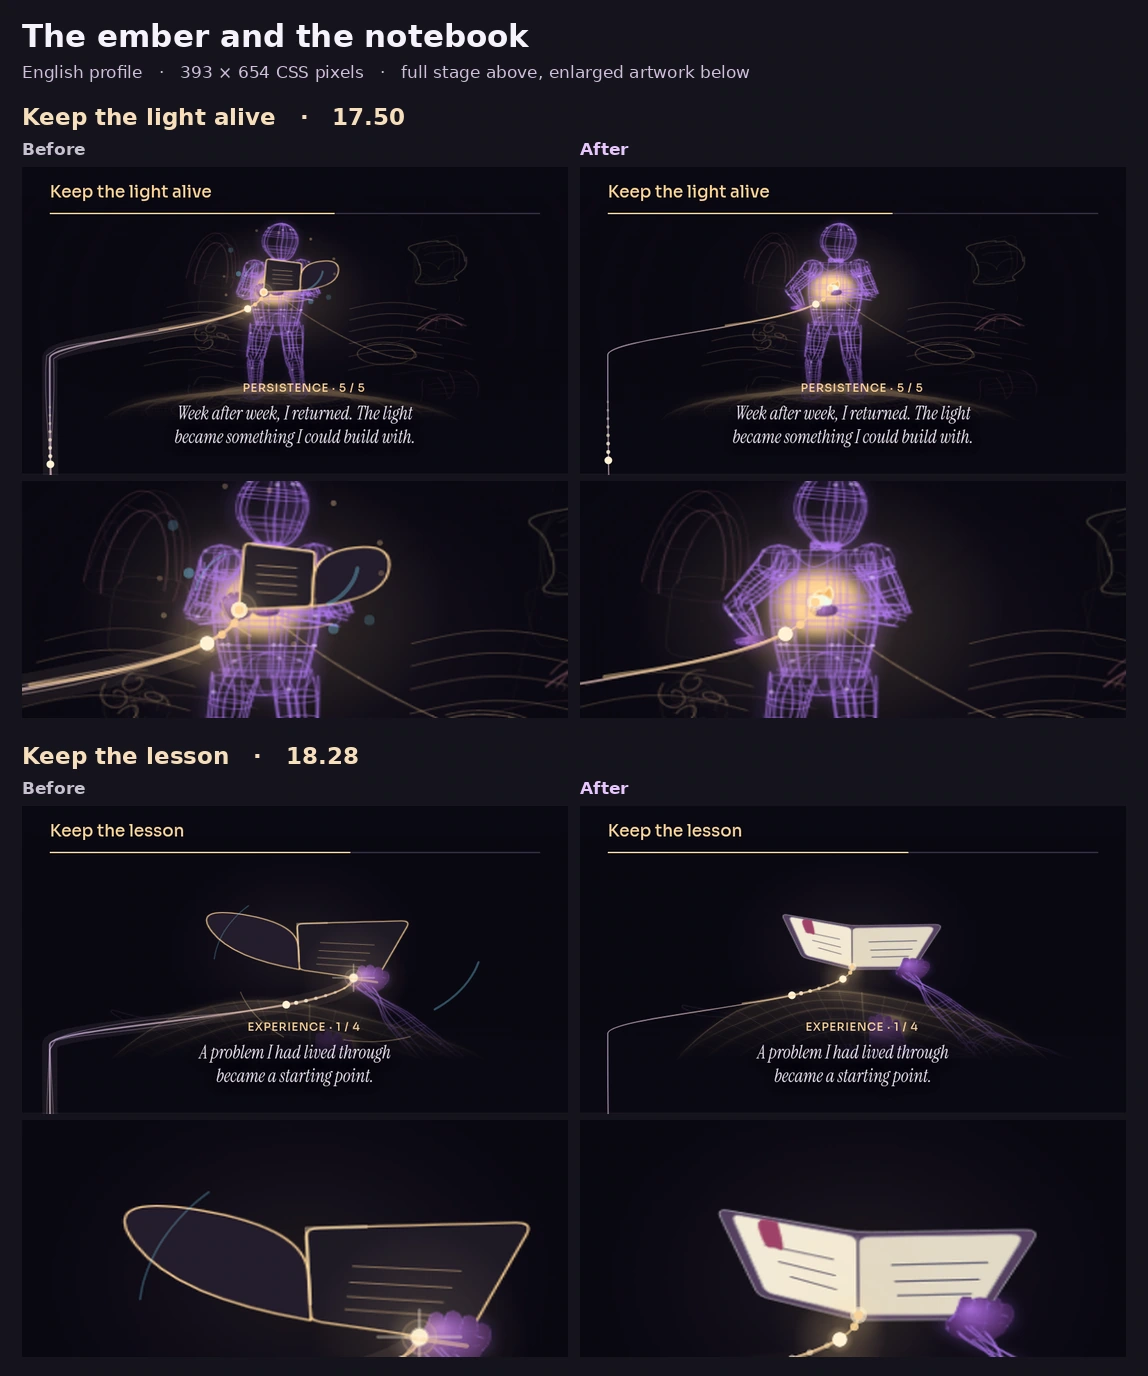 The ember and the notebook
English profile · 393 × 654 CSS pixels · full stage above, enlarged artwork below
Keep the light alive · 17.50
Before
After
Keep the light alive
Keep the light alive
PERSISTENCE · 5 / 5
PERSISTENCE · 5 / 5
Week after week, I returned. The light
became something I could build with.
Week after week, I returned. The light
became something I could build with.
Keep the lesson · 18.28
Before
After
Keep the lesson
Keep the lesson
EXPERIENCE · 1 / 4
EXPERIENCE · 1 / 4
A problem I had lived through
became a starting point.
A problem I had lived through
became a starting point.